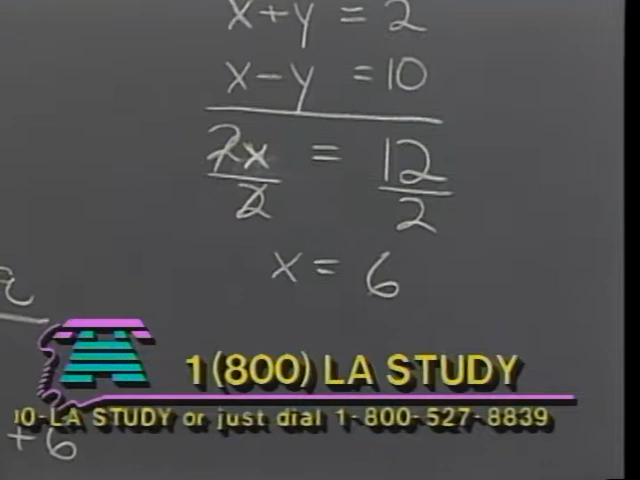 x+y = 2
x-y = 10
2x = 12
2 2
x = 6
1(800) LA STUDY
00-LA STUDY or just dial 1-800-527-8839
+6